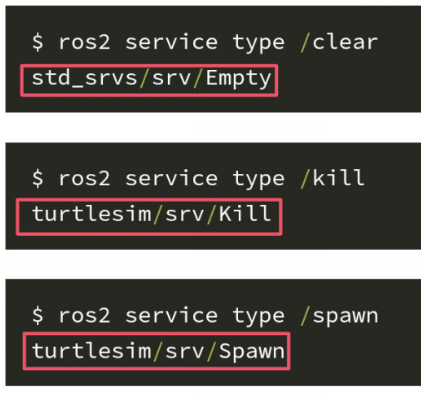 $ ros2 service type /clear
std_srvs/srv/Empty
$ ros2 service type /kill
turtlesim/srv/Kill
$ ros2 service type /spawn
turtlesim/srv/Spawn